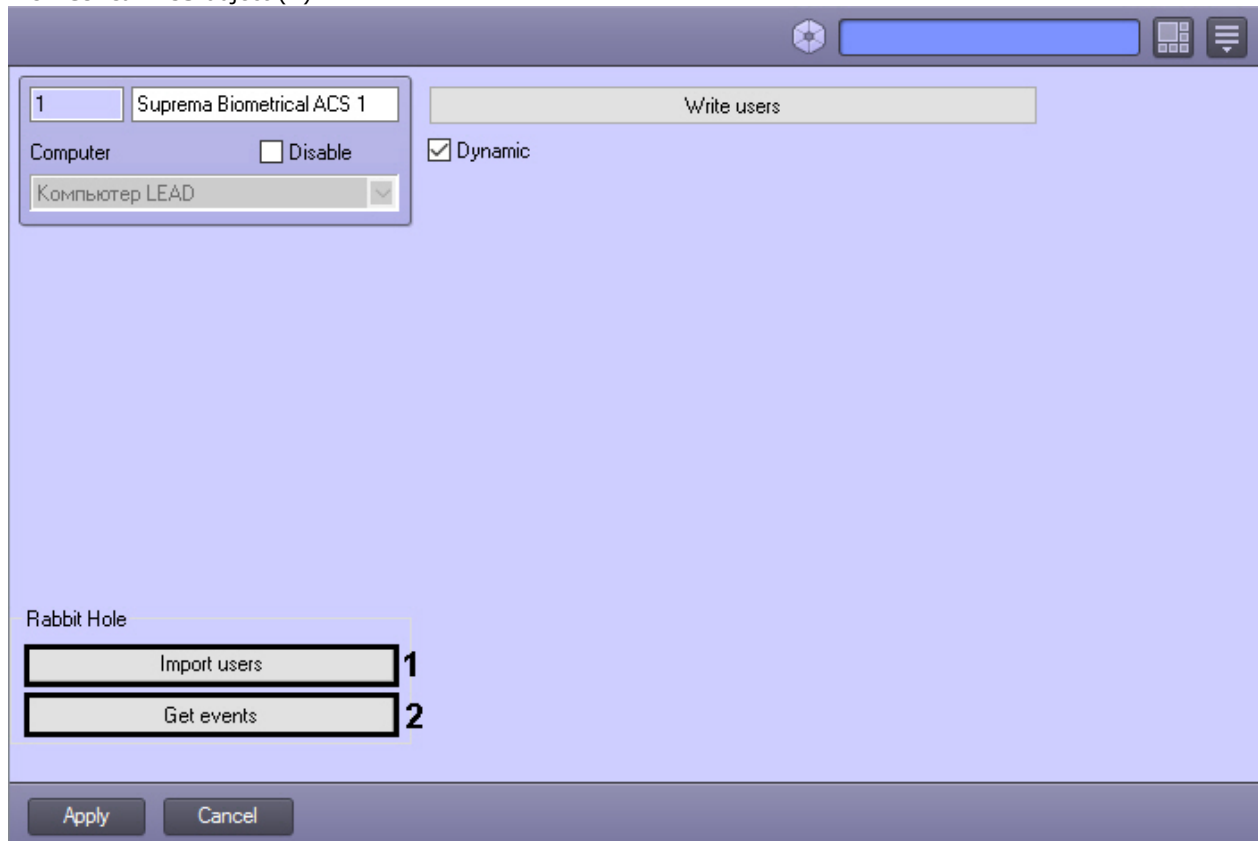 1
Suprema Biometrical ACS 1
Write users
Computer
Disable
Dynamic
Компьютер LEAD
Rabbit Hole
Import users
1
Get events
2
Apply
Cancel